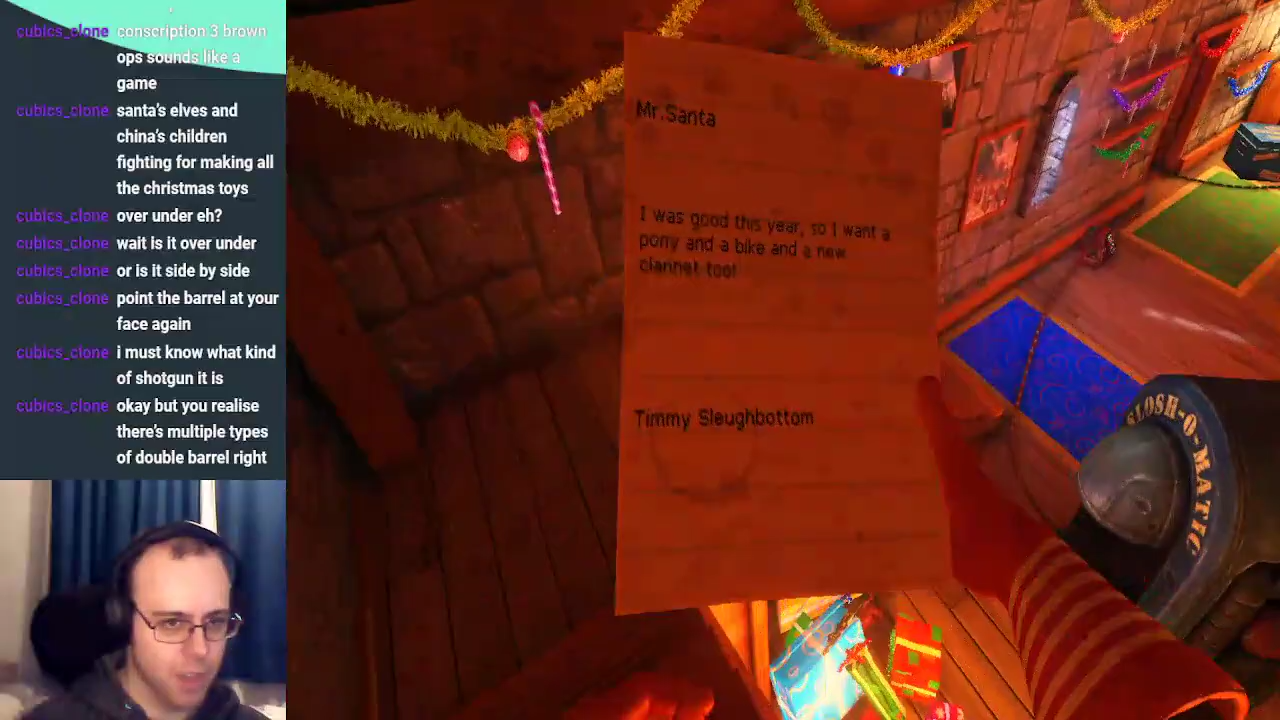 cubics_clone conscription 3 brown
ops sounds like a
game
cubics_clone santa's elves and
china's children
fighting for making all
the christmas toys
cubics_clone over under eh?
cubics_clone wait is it over under
cubics_clone or is it side by side
cubics_clone point the barrel at your
face again
cubics_clone i must know what kind
of shotgun it is
cubics_clone okay but you realise
there's multiple types
of double barrel right
Mr.Santa
I was good this year, so I want a
pony and a bike and a new
clarinet too!
Timmy Sleughbottom
SLOSH-O-MATIC